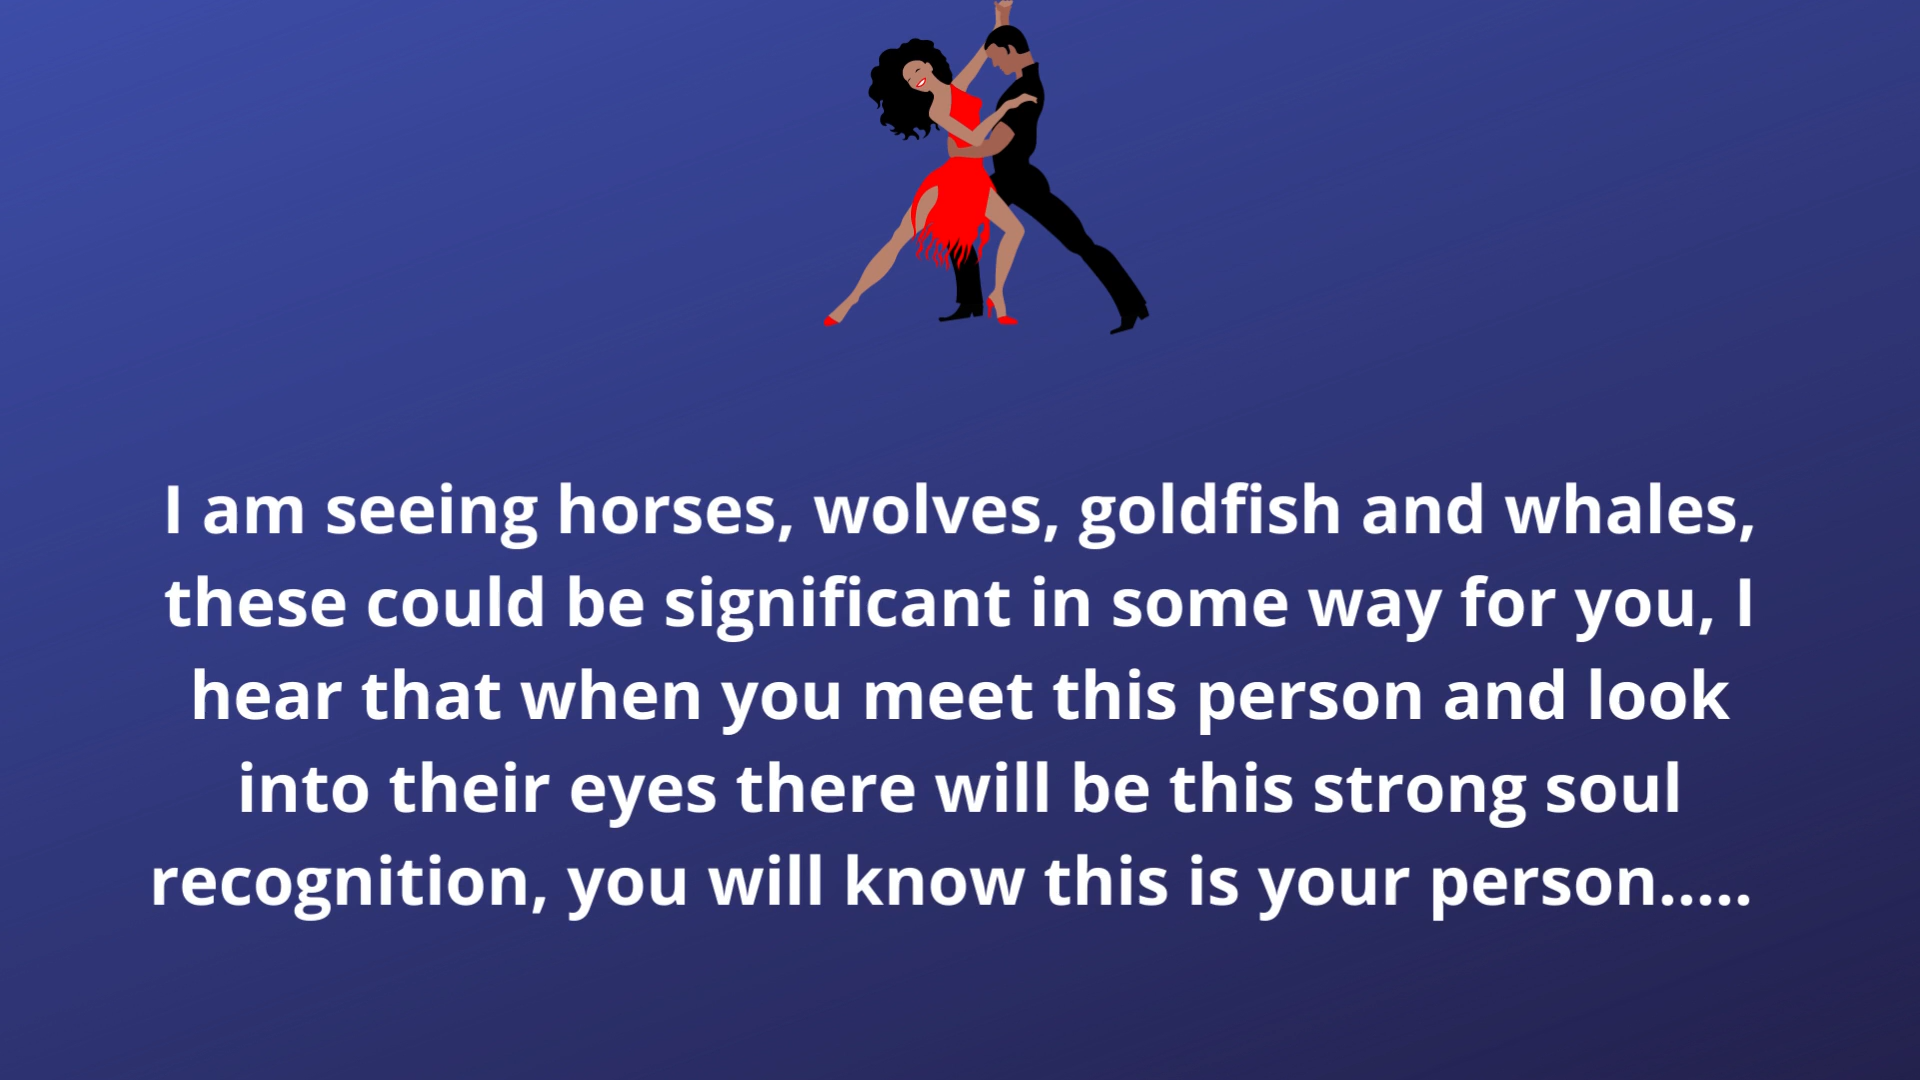 I am seeing horses, wolves, goldfish and whales,
these could be significant in some way for you, I
hear that when you meet this person and look
into their eyes there will be this strong soul
recognition, you will know this is your person.....